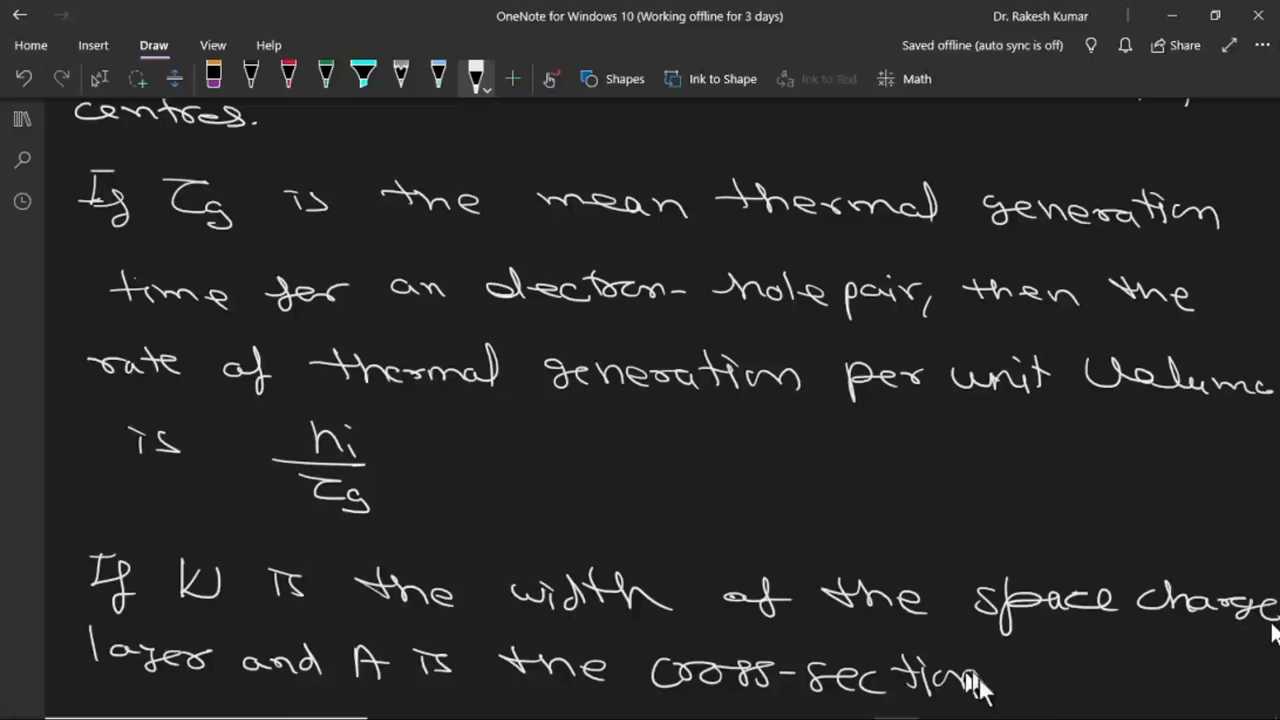 OneNote for Windows 10 (Working offline for 3 days)
Dr. Rakesh Kumar
Home Insert Draw View Help
Saved offline (auto sync is off)
Share
Shapes
Ink to Shape
Ink to Text
Math
centres.
If τg is the mean thermal generation
time for an electron-hole pair, then the
rate of thermal generation per unit volume
is ni
τg
If W is the width of the space charge
layer and A is the cross-section